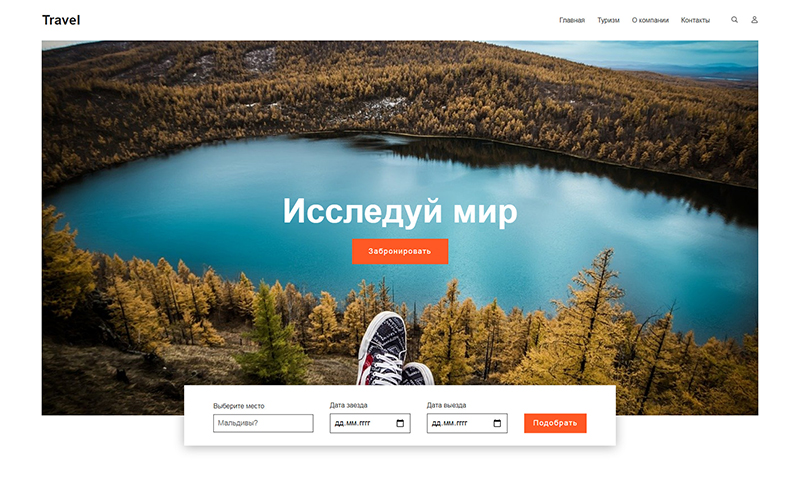 Travel
Главная Туризм О компании Контакты
Исследуй мир
Забронировать
Выберите место Дата заезда Дата выезда
Мальдивы? дд.мм.гггг дд.мм.гггг Подобрать